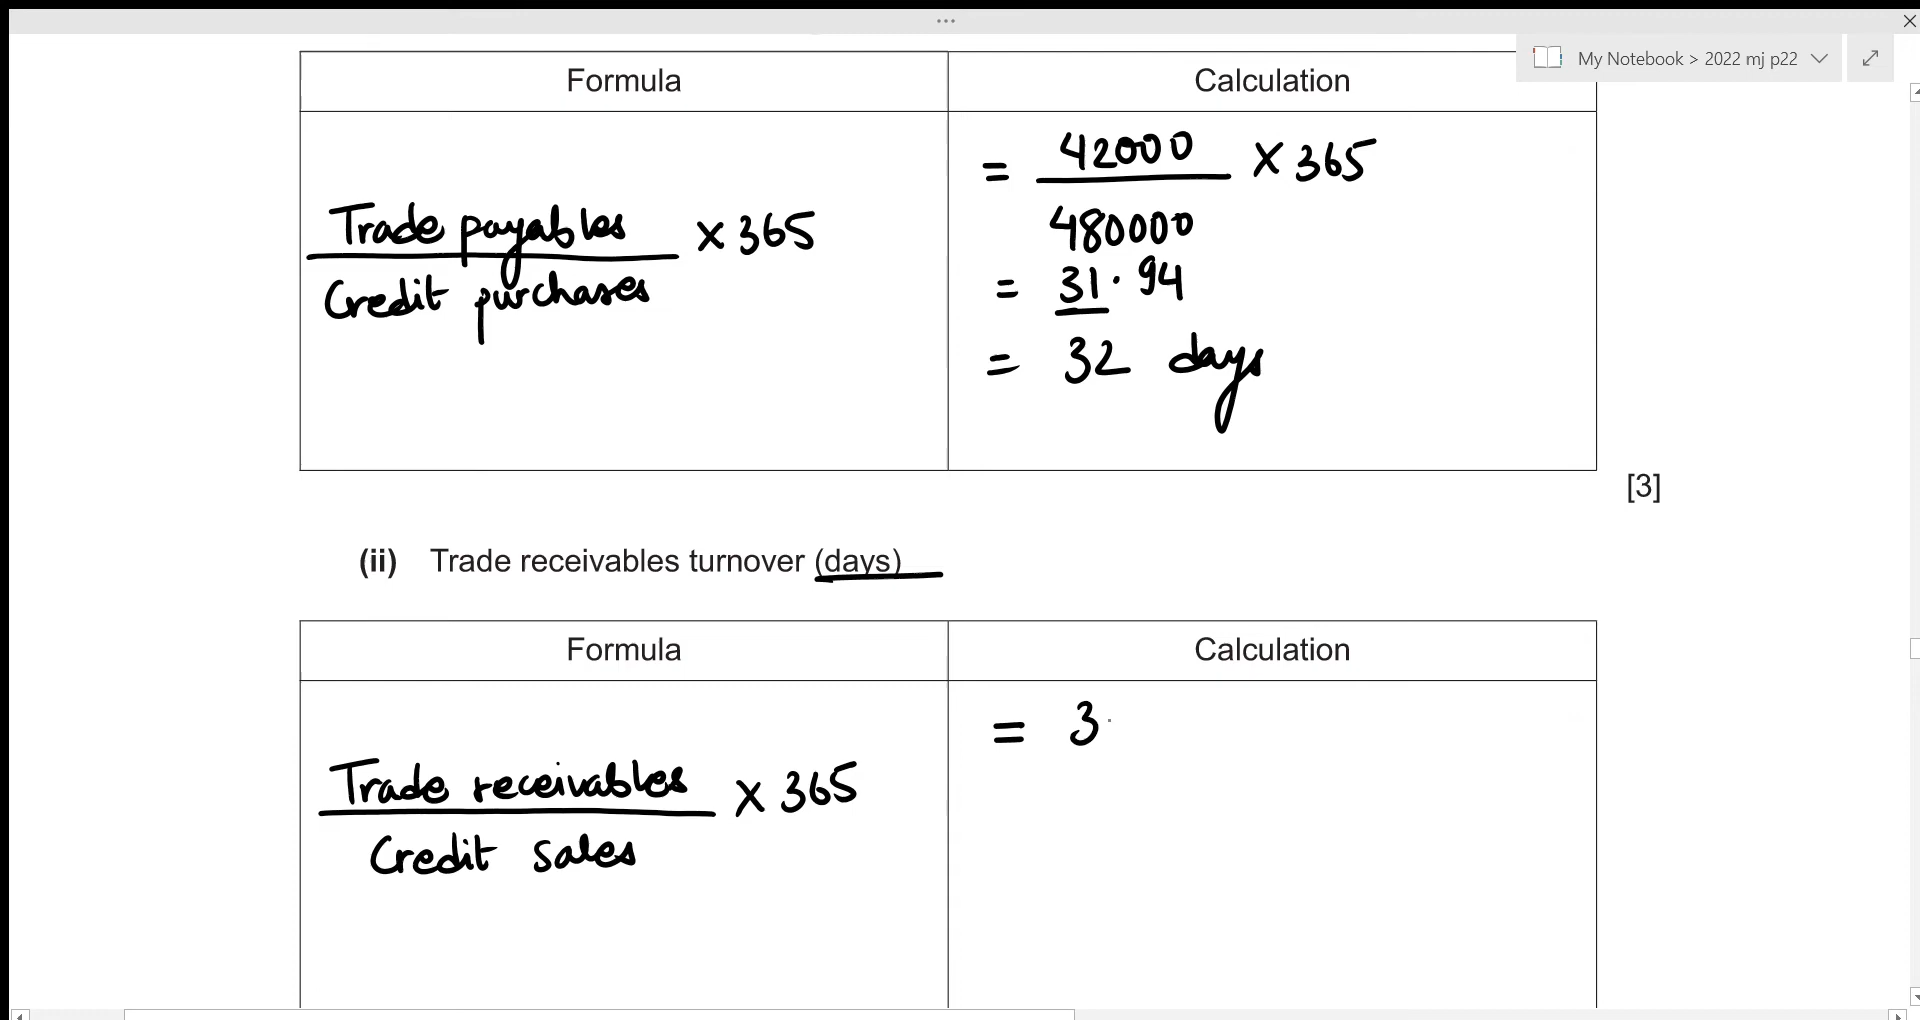 My Notebook > 2022 mj p22
Formula
Calculation
Trade payables
Credit purchases
× 365
= 42000
480000
× 365
= 31.94
= 32 days
[3]
(ii) Trade receivables turnover (days)
Formula
Calculation
Trade receivables
Credit sales
× 365
= 3